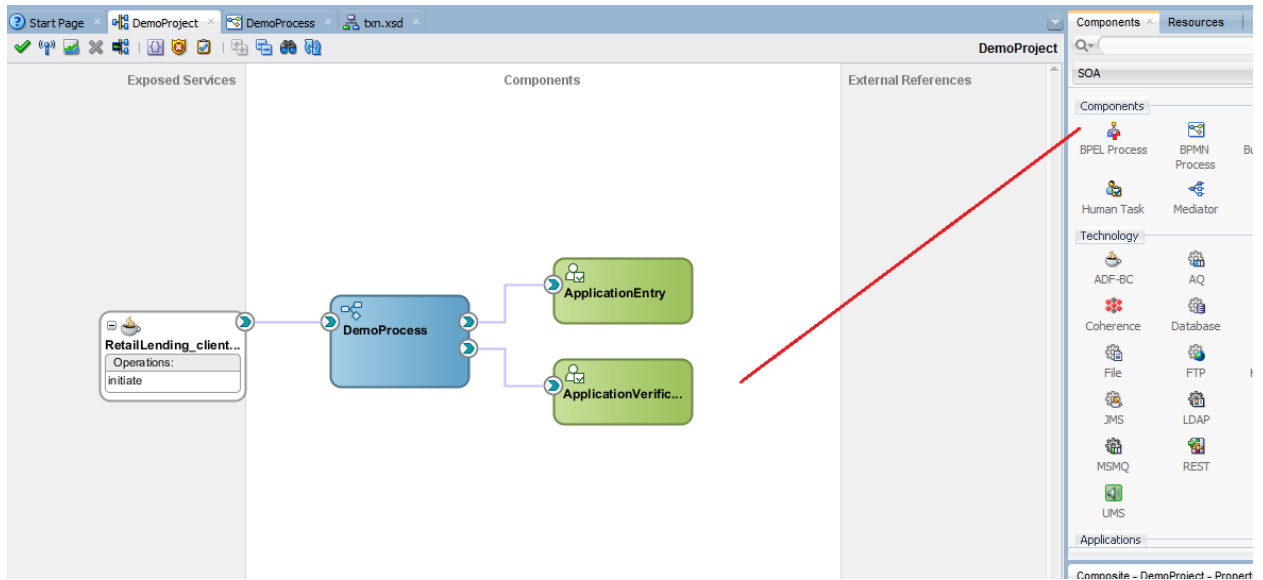 Start Page
DemoProject
DemoProcess
txn.xsd
Components
Resources
DemoProject
SOA
Exposed Services
Components
External References
RetailLending_client...
Operations:
initiate
DemoProcess
ApplicationEntry
ApplicationVerific...
Components
BPEL Process
BPMN
Process
Human Task
Mediator
Technology
ADF-BC
AQ
Coherence
Database
File
FTP
JMS
LDAP
MSMQ
REST
UMS
Applications
Composite - DemoProject - Propert